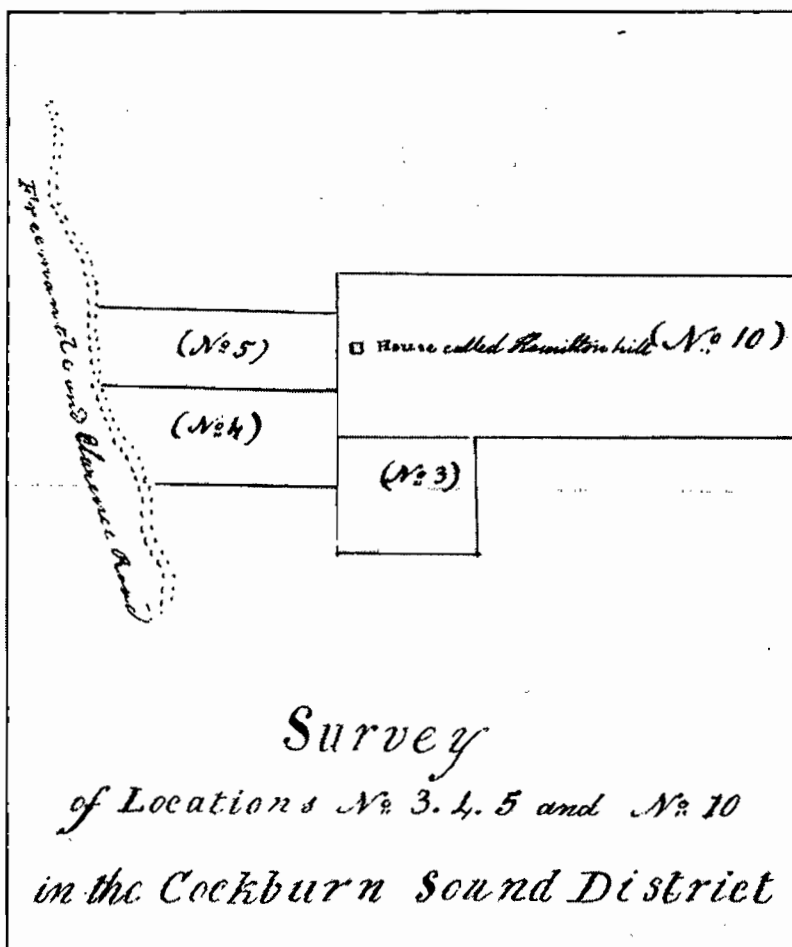 Freemantle and Clarence Road
(No 5)
House called Hamilton hill (No 10)
(No 4)
(No 3)
Survey
of Locations No 3. 4. 5 and No 10
in the Cockburn Sound District